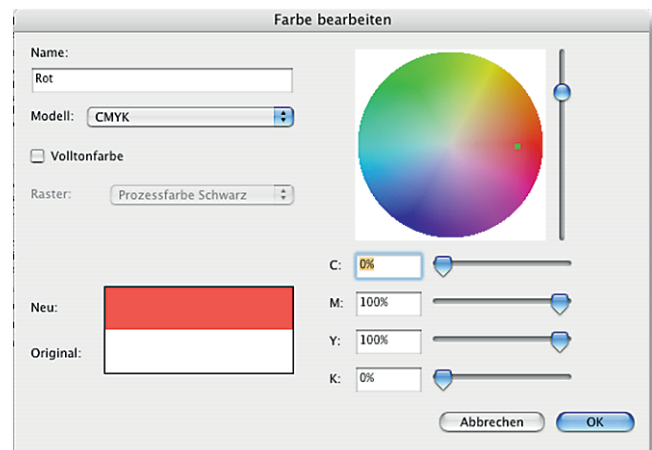 Farbe bearbeiten
Name:
Rot
Modell: CMYK
Volltonfarbe
Raster: Prozessfarbe Schwarz
C: 0%
M: 100%
Y: 100%
K: 0%
Neu:
Original:
Abbrechen OK